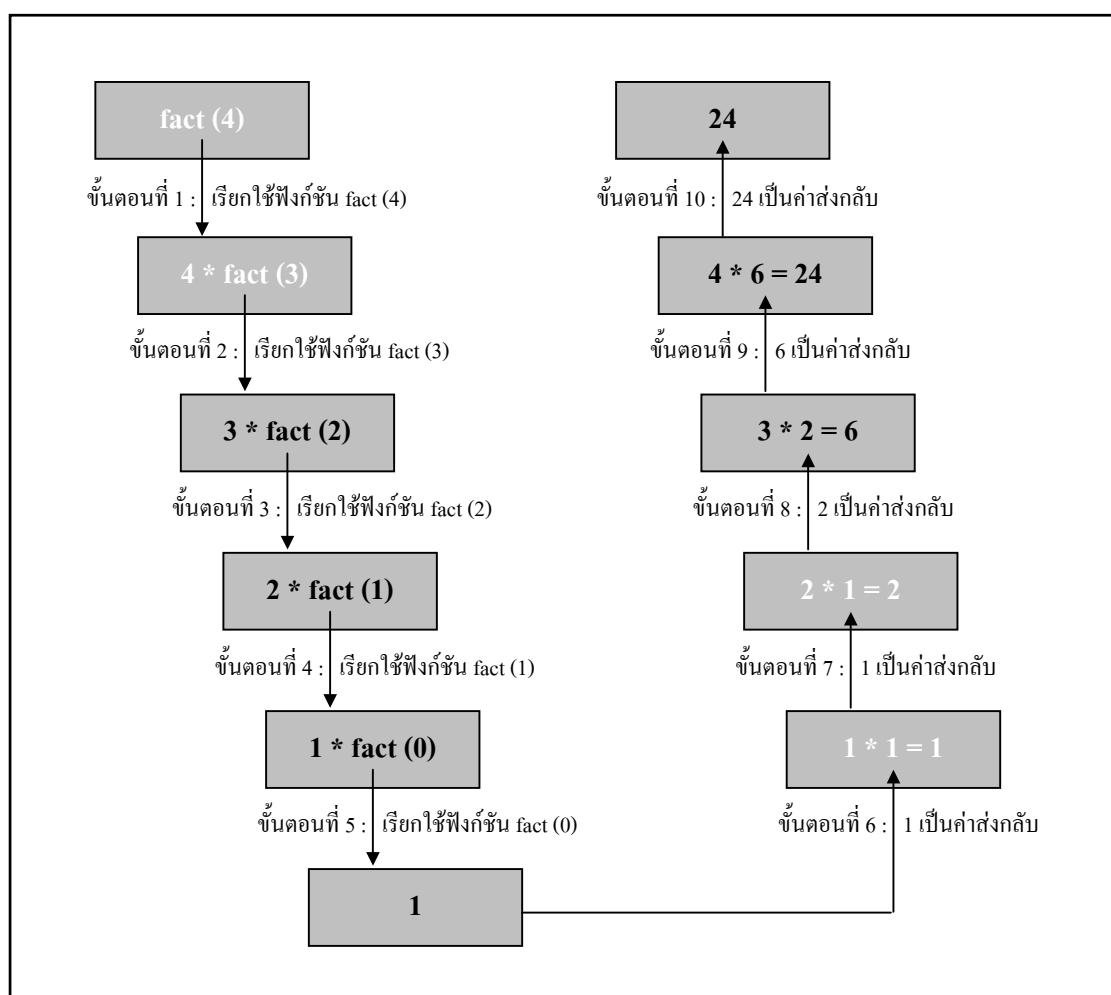 fact (4)
ขั้นตอนที่ 1 : เรียกใช้ฟังก์ชัน fact (4)
4 * fact (3)
ขั้นตอนที่ 2 : เรียกใช้ฟังก์ชัน fact (3)
3 * fact (2)
ขั้นตอนที่ 3 : เรียกใช้ฟังก์ชัน fact (2)
2 * fact (1)
ขั้นตอนที่ 4 : เรียกใช้ฟังก์ชัน fact (1)
1 * fact (0)
ขั้นตอนที่ 5 : เรียกใช้ฟังก์ชัน fact (0)
1
24
ขั้นตอนที่ 10 : 24 เป็นค่าส่งกลับ
4 * 6 = 24
ขั้นตอนที่ 9 : 6 เป็นค่าส่งกลับ
3 * 2 = 6
ขั้นตอนที่ 8 : 2 เป็นค่าส่งกลับ
2 * 1 = 2
ขั้นตอนที่ 7 : 1 เป็นค่าส่งกลับ
1 * 1 = 1
ขั้นตอนที่ 6 : 1 เป็นค่าส่งกลับ